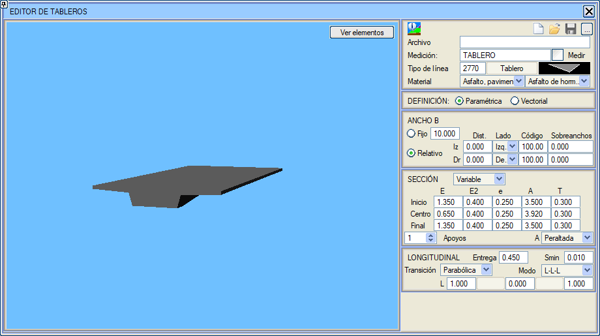 EDITOR DE TABLEROS
Ver elementos
...
Archivo
Medición: TABLERO Medir
Tipo de línea 2770 Tablero
Material Asfalto, pavimen Asfalto de horm...
DEFINICIÓN: Paramétrica Vectorial
ANCHO B
Fijo 10.000 Dist. Lado Código Sobreanchos
Iz 0.000 Izq. 100.00 0.000
Relativo
Dr 0.000 De. 100.00 0.000
SECCIÓN Variable
E E2 e A T
Inicio 1.350 0.400 0.250 3.500 0.300
Centro 0.650 0.400 0.250 3.920 0.300
Final 1.350 0.400 0.250 3.500 0.300
1 Apoyos A Peraltada
LONGITUDINAL Entrega 0.450 Smin 0.010
Transición Parabólica Modo L-L-L
L 1.000 0.000 1.000